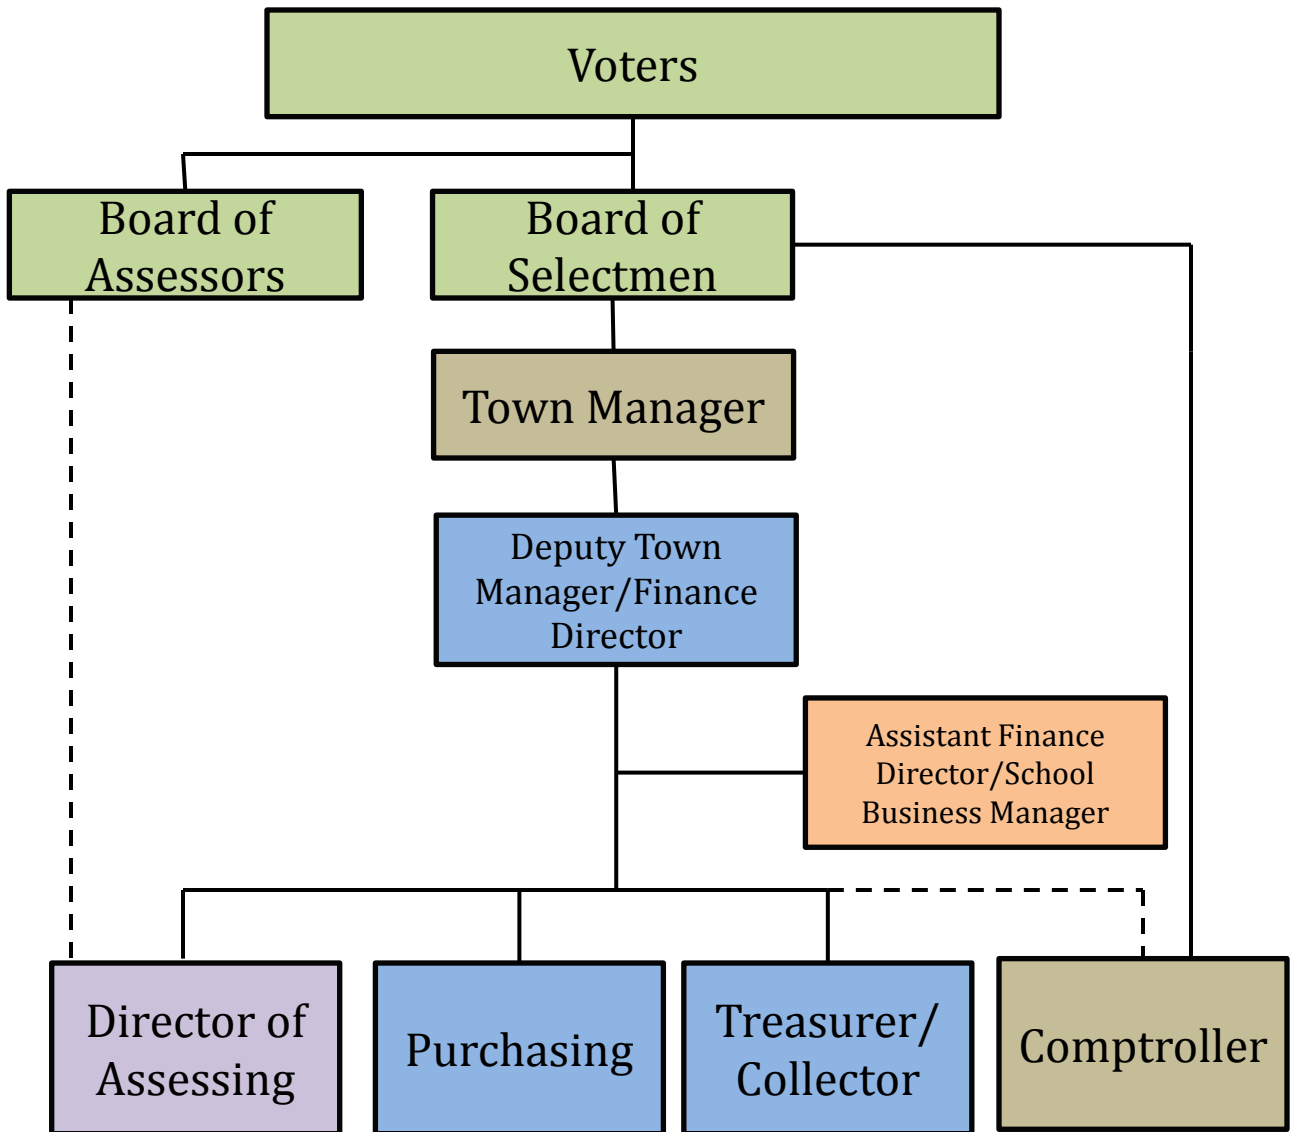 Voters
Board of
Assessors
Board of
Selectmen
Town Manager
Deputy Town
Manager/Finance
Director
Assistant Finance
Director/School
Business Manager
Director of
Assessing
Purchasing
Treasurer/
Collector
Comptroller